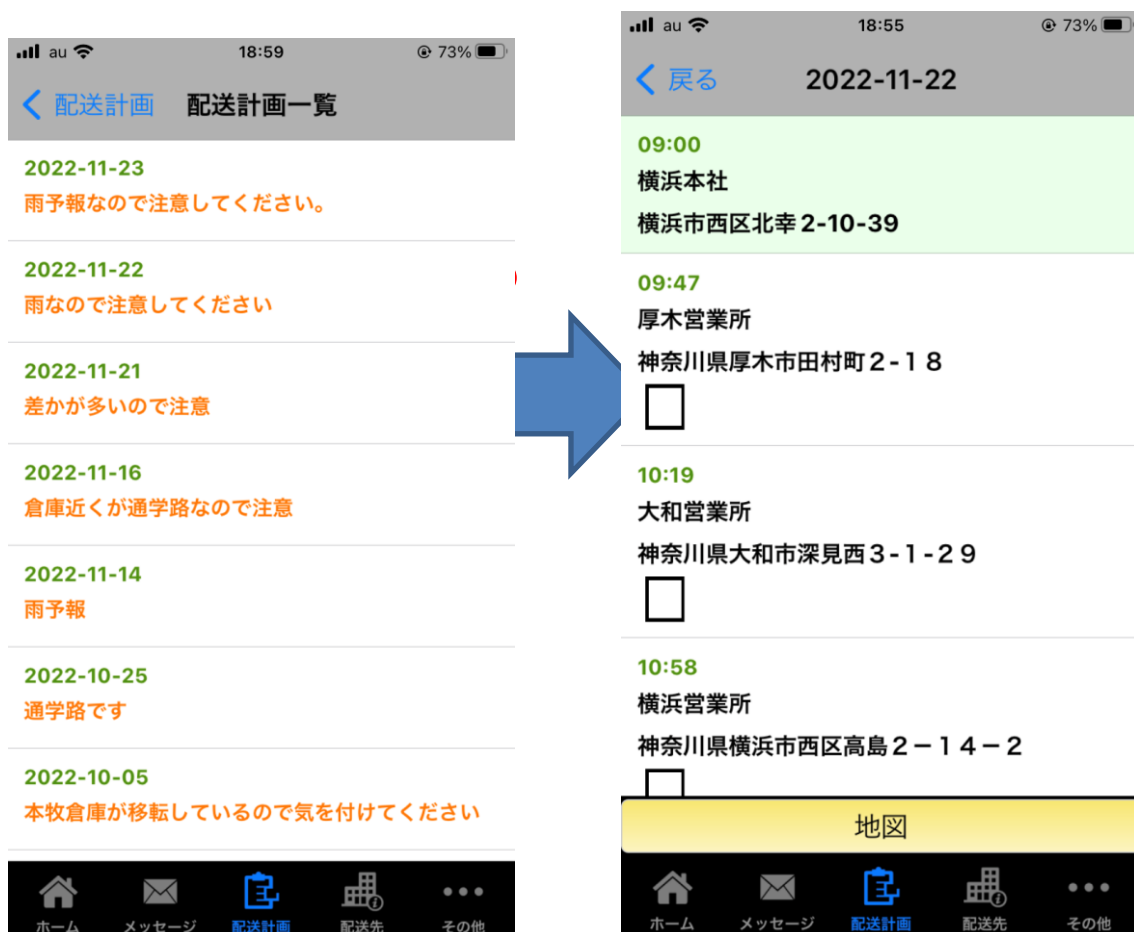 au 18:59 73%
配送計画 配送計画一覧
2022-11-23
雨予報なので注意してください。
2022-11-22
雨なので注意してください
2022-11-21
差かが多いので注意
2022-11-16
倉庫近くが通学路なので注意
2022-11-14
雨予報
2022-10-25
通学路です
2022-10-05
本牧倉庫が移転しているので気を付けてください
ホーム メッセージ 配送計画 配送先 その他
au 18:55 73%
戻る 2022-11-22
09:00
横浜本社
横浜市西区北幸2-10-39
09:47
厚木営業所
神奈川県厚木市田村町２-１８
10:19
大和営業所
神奈川県大和市深見西３-１-２９
10:58
横浜営業所
神奈川県横浜市西区高島２－１４－２
地図
ホーム メッセージ 配送計画 配送先 その他